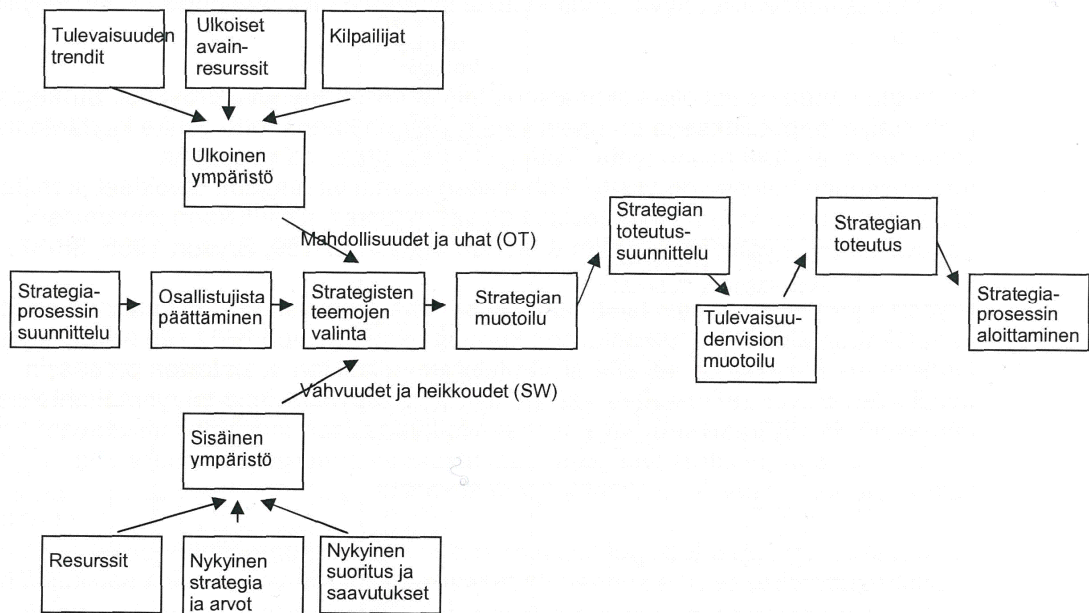 Tulevaisuuden
trendit
Ulkoiset
avain-
resurssit
Kilpailijat
Ulkoinen
ympäristö
Mahdollisuudet ja uhat (OT)
Strategia-
prosessin
suunnittelu
Osallistujista
päättäminen
Strategisten
teemojen
valinta
Strategian
muotoilu
Strategian
toteutus-
suunnittelu
Tulevaisuu-
denvision
muotoilu
Strategian
toteutus
Strategia-
prosessin
aloittaminen
Vahvuudet ja heikkoudet (SW)
Sisäinen
ympäristö
Resurssit
Nykyinen
strategia
ja arvot
Nykyinen
suoritus ja
saavutukset